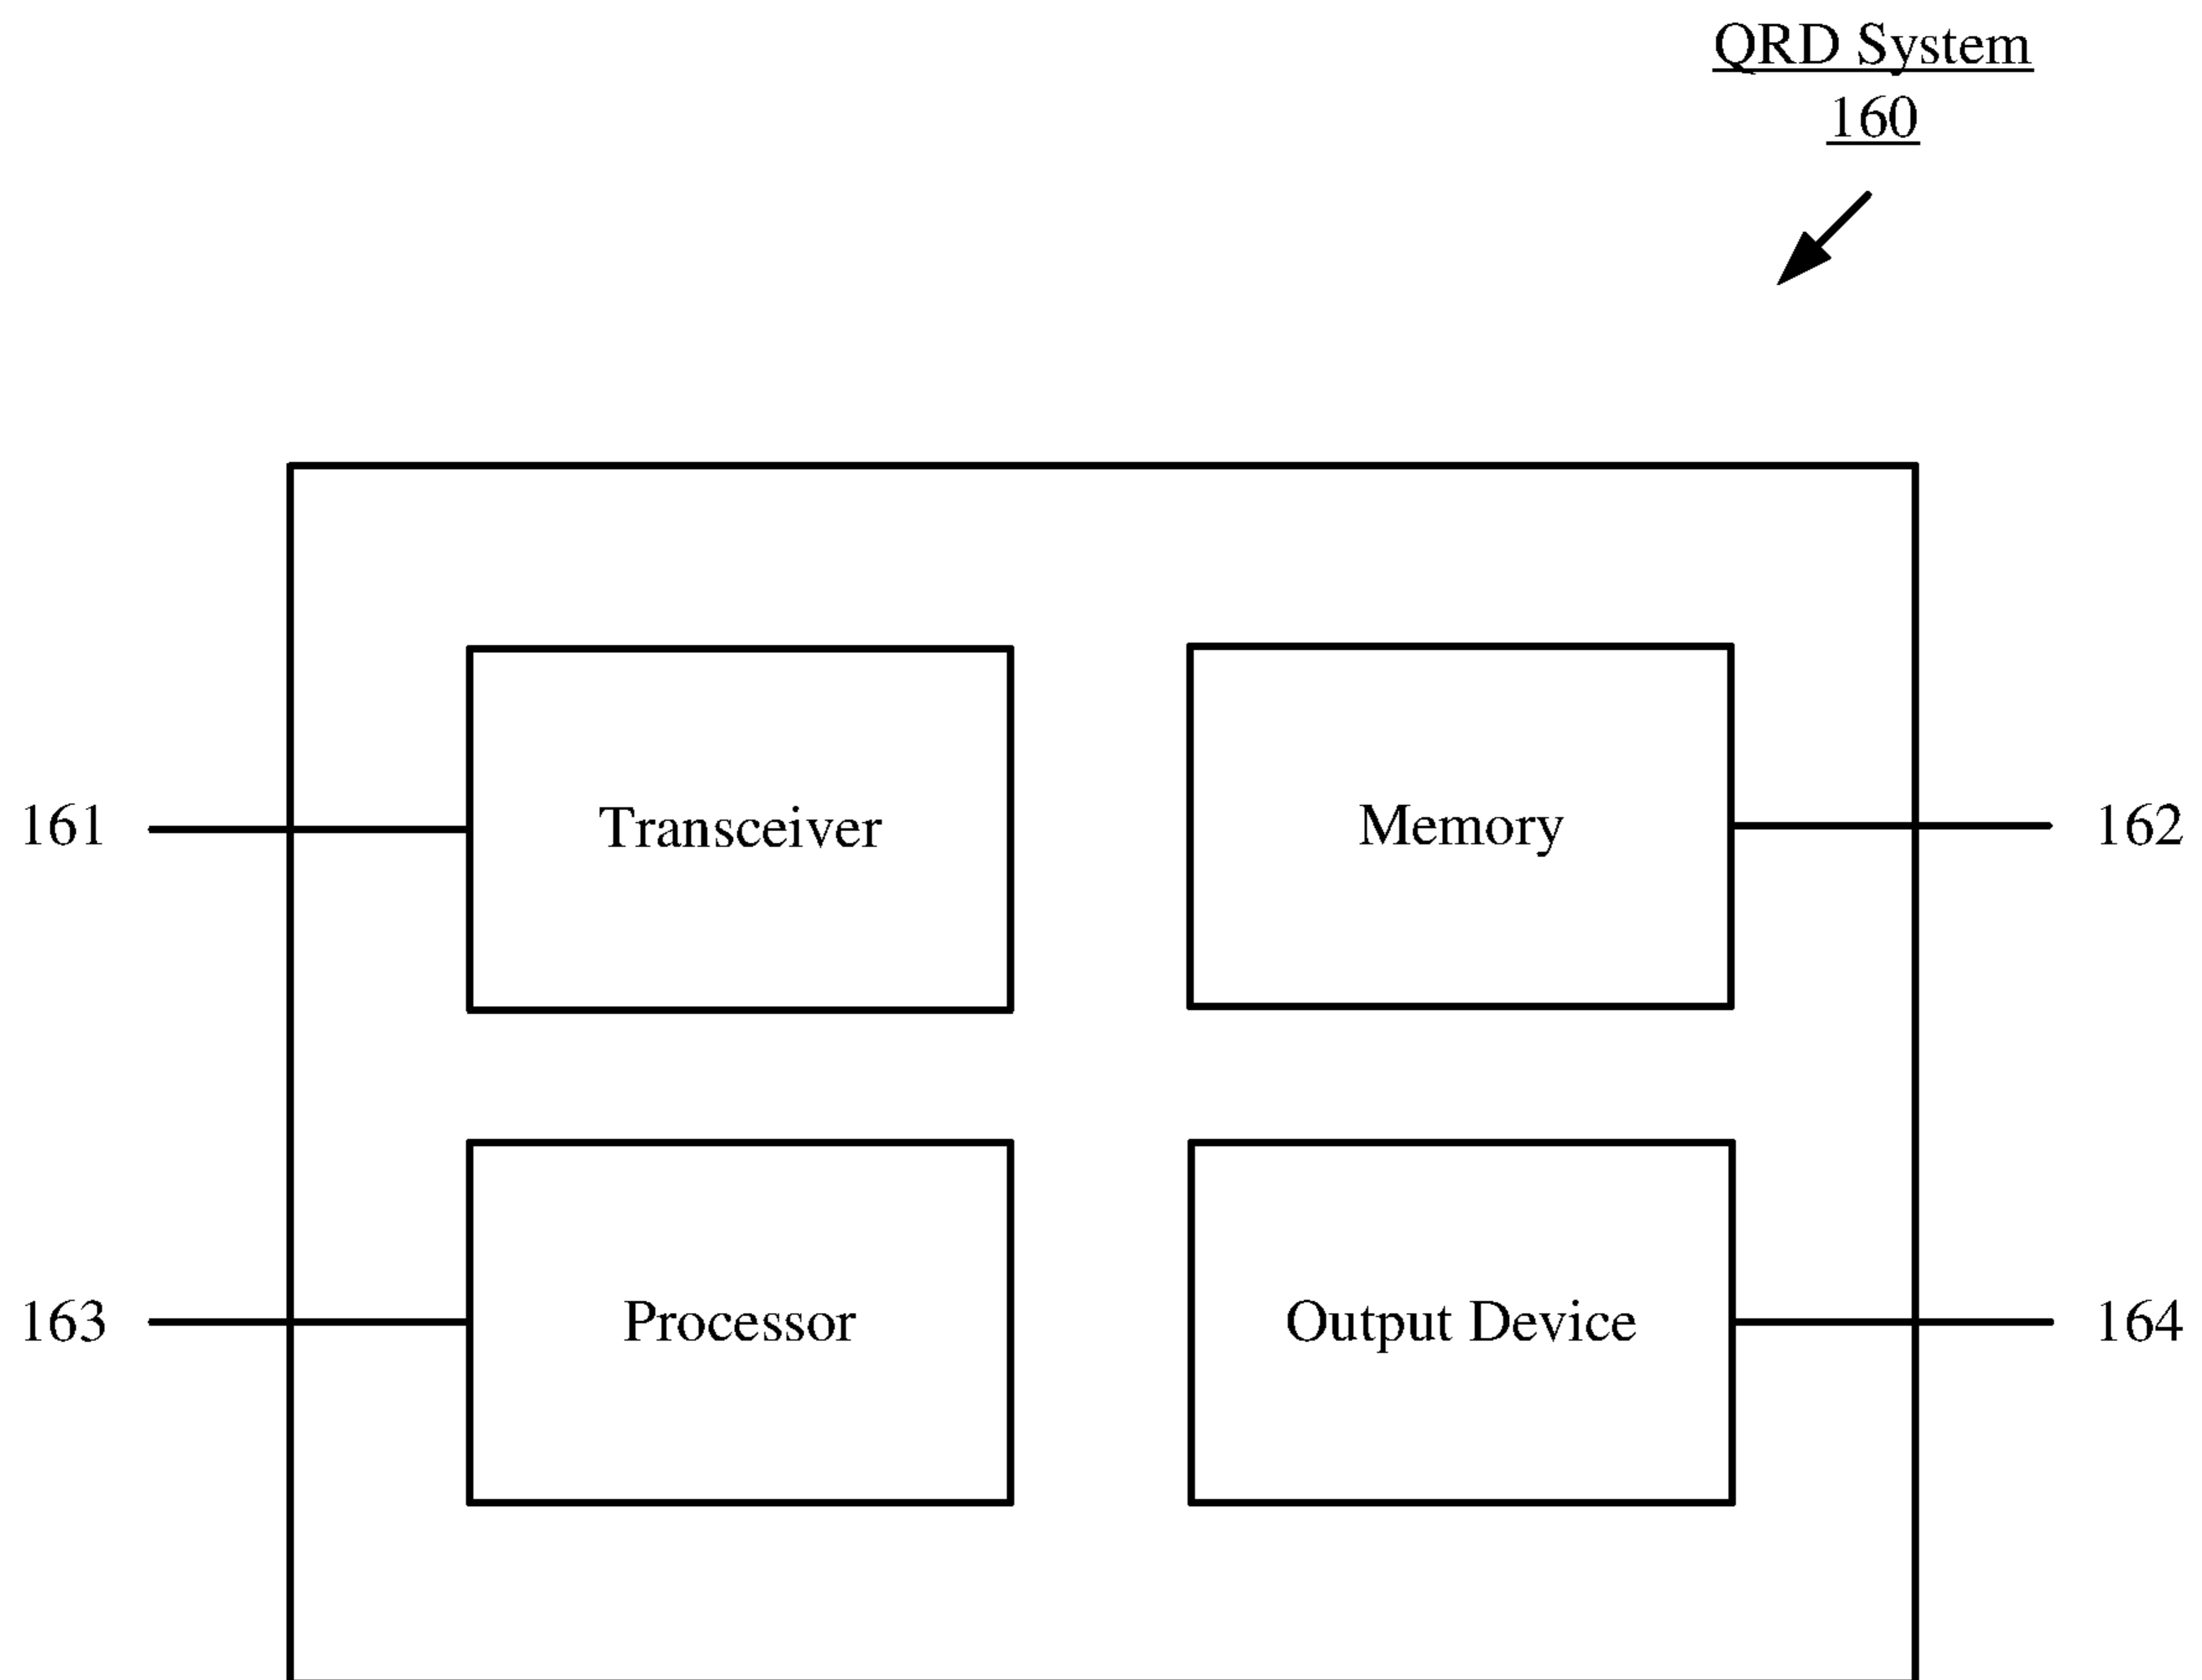 QRD System
160
161
Transceiver
Memory
162
163
Processor
Output Device
164